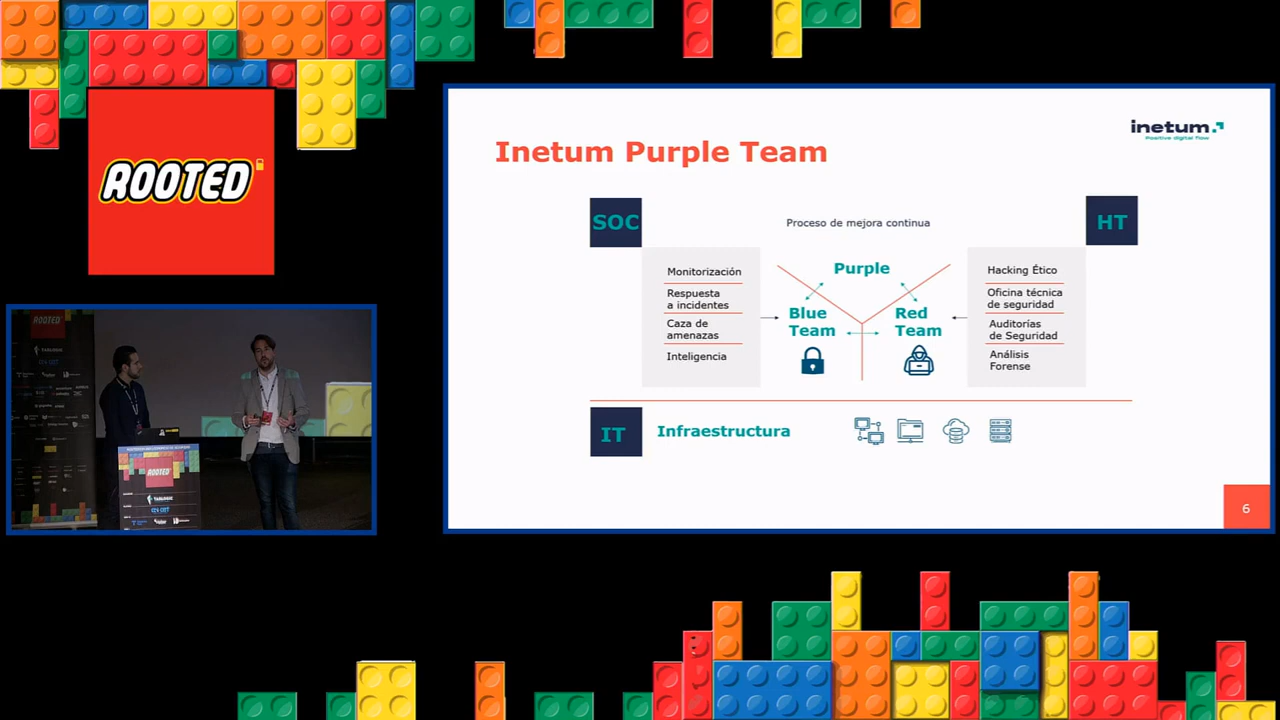 ROOTED
inetum.
Positive digital flow
Inetum Purple Team
SOC
Proceso de mejora continua
HT
Monitorización
Respuesta
a incidentes
Caza de
amenazas
Inteligencia
Purple
Blue
Team
Red
Team
Hacking Ético
Oficina técnica
de seguridad
Auditorías
de Seguridad
Análisis
Forense
IT
Infraestructura
6
ROOTED
ROOTED